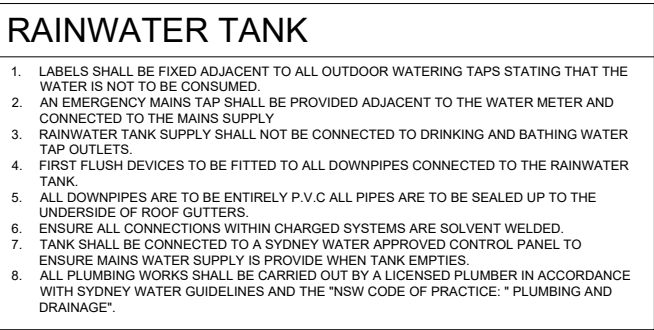 RAINWATER TANK
1. LABELS SHALL BE FIXED ADJACENT TO ALL OUTDOOR WATERING TAPS STATING THAT THE
WATER IS NOT TO BE CONSUMED.
2. AN EMERGENCY MAINS TAP SHALL BE PROVIDED ADJACENT TO THE WATER METER AND
CONNECTED TO THE MAINS SUPPLY
3. RAINWATER TANK SUPPLY SHALL NOT BE CONNECTED TO DRINKING AND BATHING WATER
TAP OUTLETS.
4. FIRST FLUSH DEVICES TO BE FITTED TO ALL DOWNPIPES CONNECTED TO THE RAINWATER
TANK.
5. ALL DOWNPIPES ARE TO BE ENTIRELY P.V.C ALL PIPES ARE TO BE SEALED UP TO THE
UNDERSIDE OF ROOF GUTTERS.
6. ENSURE ALL CONNECTIONS WITHIN CHARGED SYSTEMS ARE SOLVENT WELDED.
7. TANK SHALL BE CONNECTED TO A SYDNEY WATER APPROVED CONTROL PANEL TO
ENSURE MAINS WATER SUPPLY IS PROVIDE WHEN TANK EMPTIES.
8. ALL PLUMBING WORKS SHALL BE CARRIED OUT BY A LICENSED PLUMBER IN ACCORDANCE
WITH SYDNEY WATER GUIDELINES AND THE "NSW CODE OF PRACTICE: " PLUMBING AND
DRAINAGE".